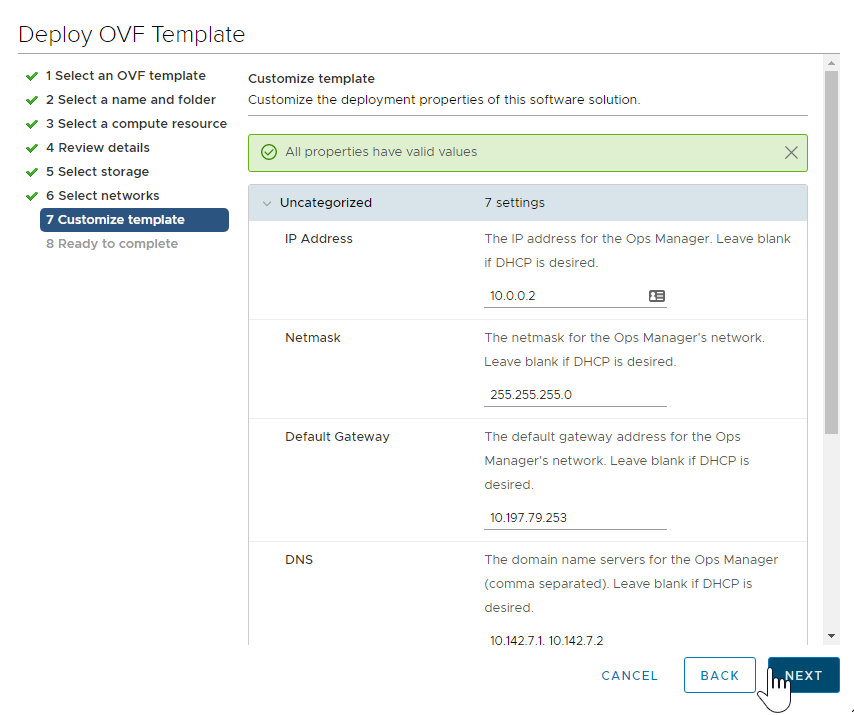 Deploy OVF Template
1 Select an OVF template
2 Select a name and folder
3 Select a compute resource
4 Review details
5 Select storage
6 Select networks
7 Customize template
8 Ready to complete
Customize template
Customize the deployment properties of this software solution.
All properties have valid values
Uncategorized 7 settings
IP Address The IP address for the Ops Manager. Leave blank
if DHCP is desired.
10.0.0.2
Netmask The netmask for the Ops Manager's network.
Leave blank if DHCP is desired.
255.255.255.0
Default Gateway The default gateway address for the Ops
Manager's network. Leave blank if DHCP is
desired.
10.197.79.253
DNS The domain name servers for the Ops Manager
(comma separated). Leave blank if DHCP is
desired.
10.142.7.1, 10.142.7.2
CANCEL BACK NEXT